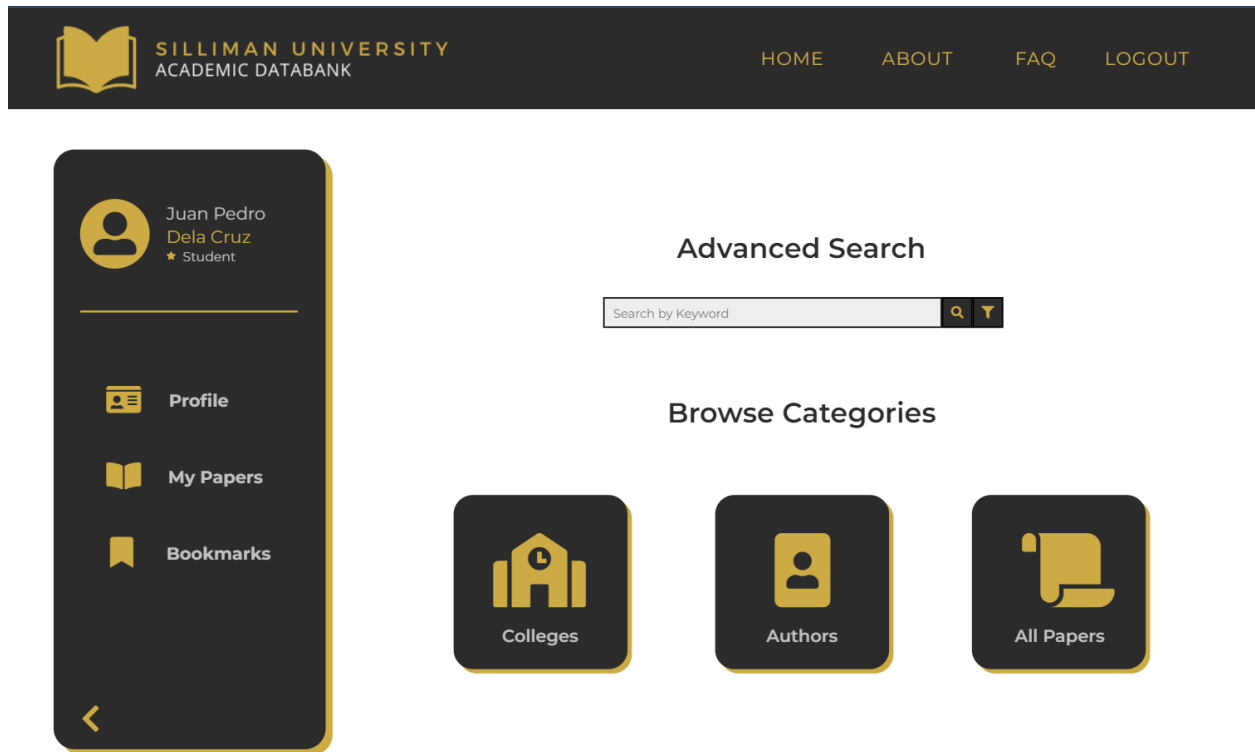 SILLIMAN UNIVERSITY
ACADEMIC DATABANK
HOME
ABOUT
FAQ
LOGOUT
Juan Pedro
Dela Cruz
Student
Profile
My Papers
Bookmarks
Advanced Search
Search by Keyword
Browse Categories
Colleges
Authors
All Papers